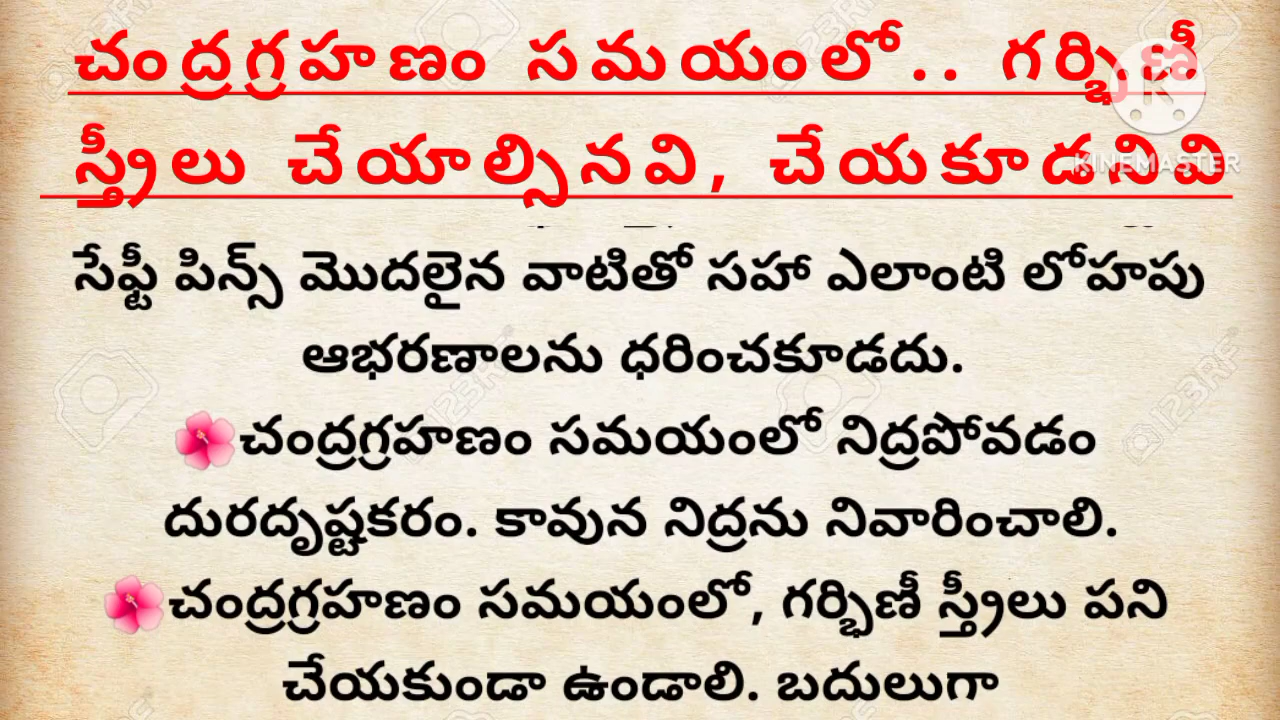 చంద్రగ్రహణం సమయంలో.. గర్భిణీ
స్త్రీలు చేయాల్సినవి, చేయకూడనివి
KINEMASTER
సేఫ్టీ పిన్స్ మొదలైన వాటితో సహా ఎలాంటి లోహపు
ఆభరణాలను ధరించకూడదు.
🌺చంద్రగ్రహణం సమయంలో నిద్రపోవడం
దురదృష్టకరం. కావున నిద్రను నివారించాలి.
🌺చంద్రగ్రహణం సమయంలో, గర్భిణీ స్త్రీలు పని
చేయకుండా ఉండాలి. బదులుగా